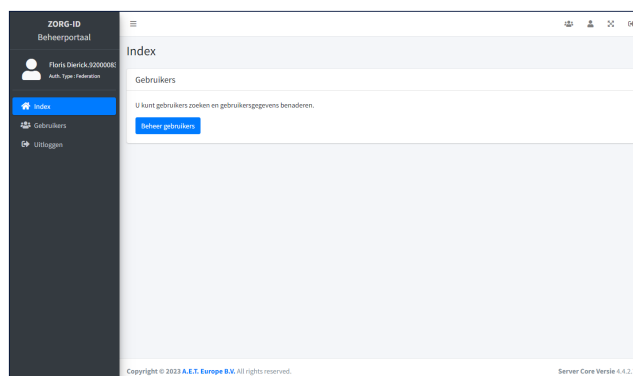 ZORG-ID
Beheerportaal
Floris Dierick.9200008
Auth. Type : Federation
Index
Gebruikers
Uitloggen
Index
Gebruikers
U kunt gebruikers zoeken en gebruikersgegevens benaderen.
Beheer gebruikers
Copyright © 2023 A.E.T. Europe B.V. All rights reserved.
Server Core Versie 4.4.2.